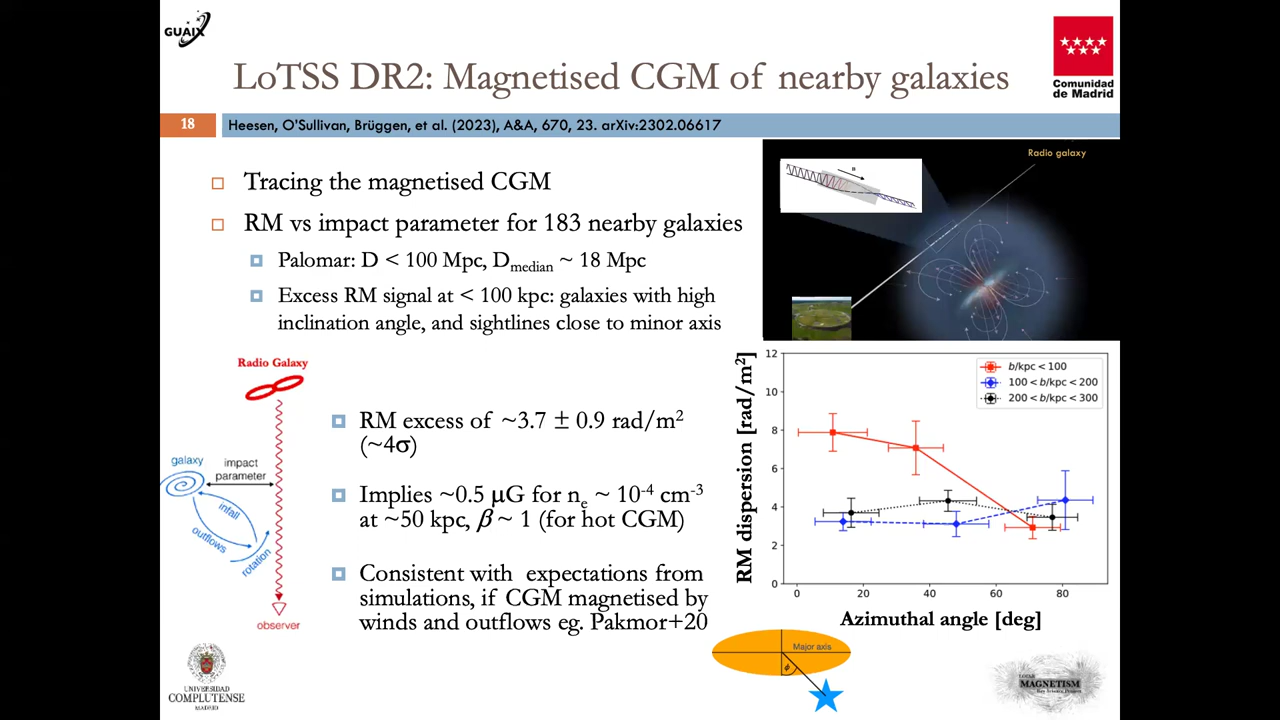 GUAIX
LoTSS DR2: Magnetised CGM of nearby galaxies
Comunidad
de Madrid
18
Heesen, O'Sullivan, Brüggen, et al. (2023), A&A, 670, 23. arXiv:2302.06617
Tracing the magnetised CGM
RM vs impact parameter for 183 nearby galaxies
Palomar: D < 100 Mpc, Dmedian ~ 18 Mpc
Excess RM signal at < 100 kpc: galaxies with high
inclination angle, and sightlines close to minor axis
Radio galaxy
B
Radio Galaxy
galaxy
impact
parameter
infall
outflows
rotation
observer
RM excess of ~3.7 ± 0.9 rad/m2
(~4σ)
Implies ~0.5 μG for ne ~ 10-4 cm-3
at ~50 kpc, β ~ 1 (for hot CGM)
Consistent with expectations from
simulations, if CGM magnetised by
winds and outflows eg. Pakmor+20
RM dispersion [rad/m2]
12
10
8
6
4
2
0
b/kpc < 100
100 < b/kpc < 200
200 < b/kpc < 300
0 20 40 60 80
Azimuthal angle [deg]
Major axis
ϕ
UNIVERSIDAD
COMPLUTENSE
MADRID
LOFAR
MAGNETISM
Key Science Project